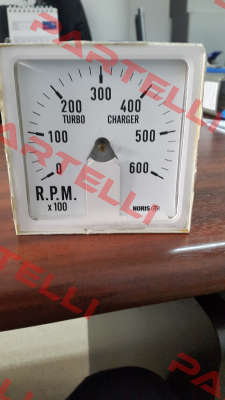 300
200
400
TURBO
CHARGER
100
500
0
600
R.P.M.
x 100
NORIS
PARTELLI
PARTELLI
PARTELLI
PARTELLI